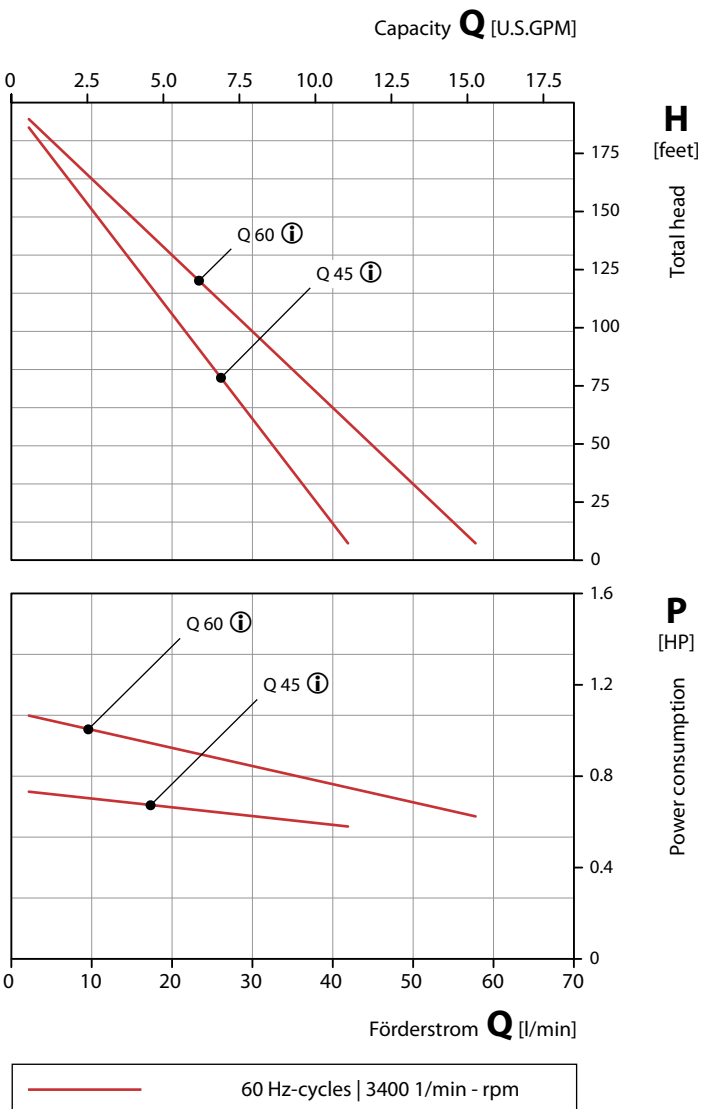 Capacity Q [U.S.GPM]
0 2.5 5.0 7.5 10.0 12.5 15.0 17.5
H
[feet]
Total head
175
150
125
100
75
50
25
0
Q 60 ⓘ
Q 45 ⓘ
1.6
P
[HP]
Power consumption
1.2
0.8
0.4
0
Q 60 ⓘ
Q 45 ⓘ
0 10 20 30 40 50 60 70
Förderstrom Q [l/min]
60 Hz-cycles | 3400 1/min - rpm